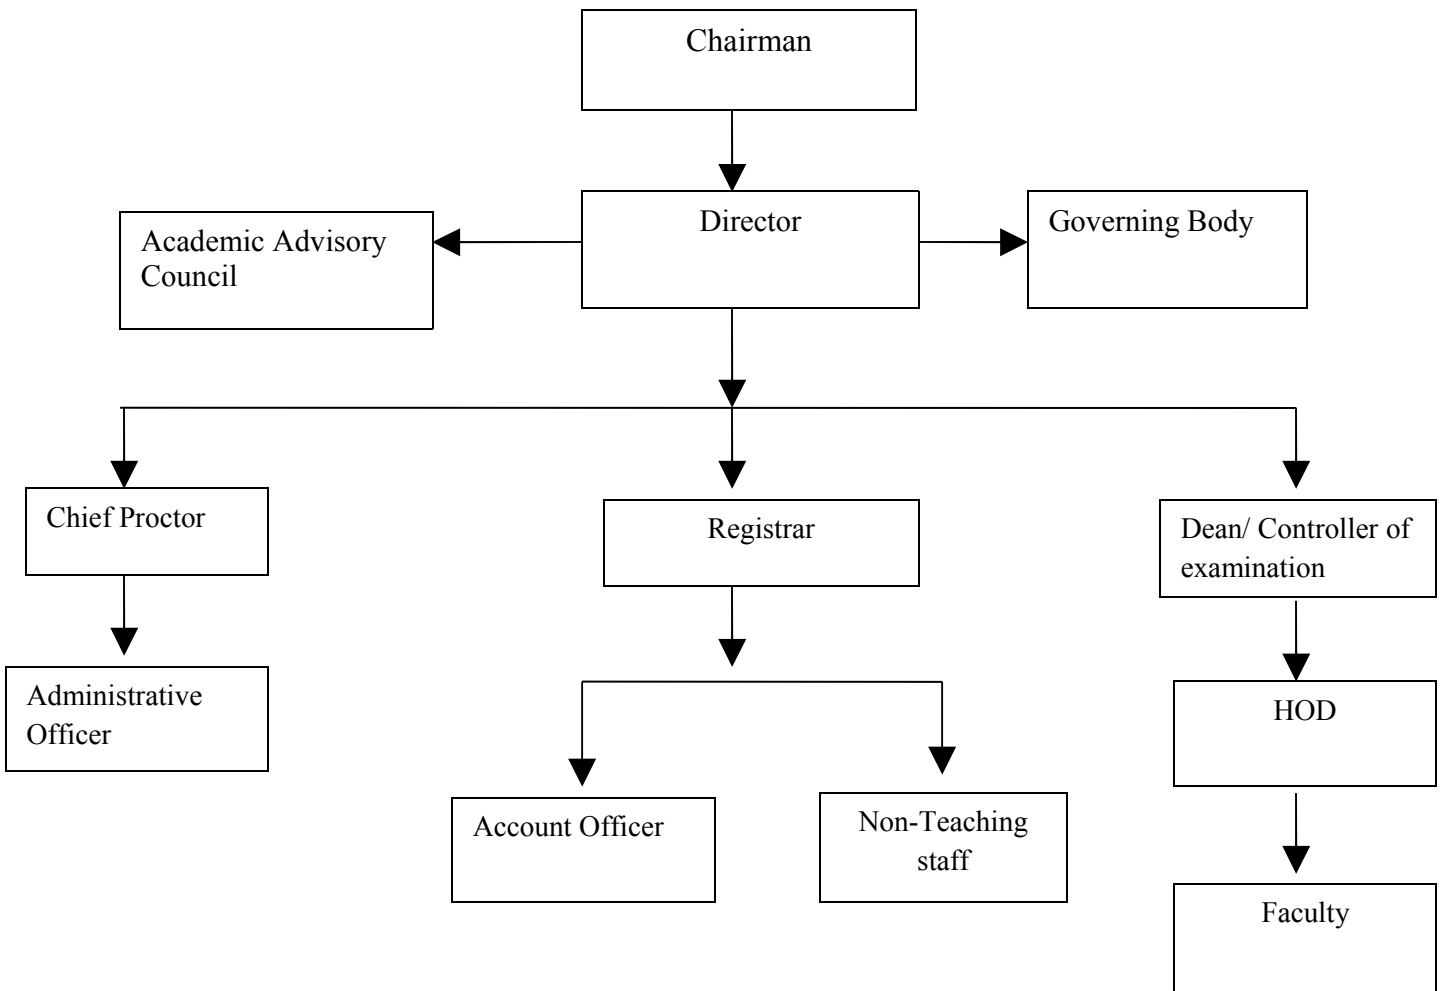 Chairman
Director
Governing Body
Academic Advisory
Council
Chief Proctor
Registrar
Dean/ Controller of
examination
Administrative
Officer
HOD
Account Officer
Non-Teaching
staff
Faculty